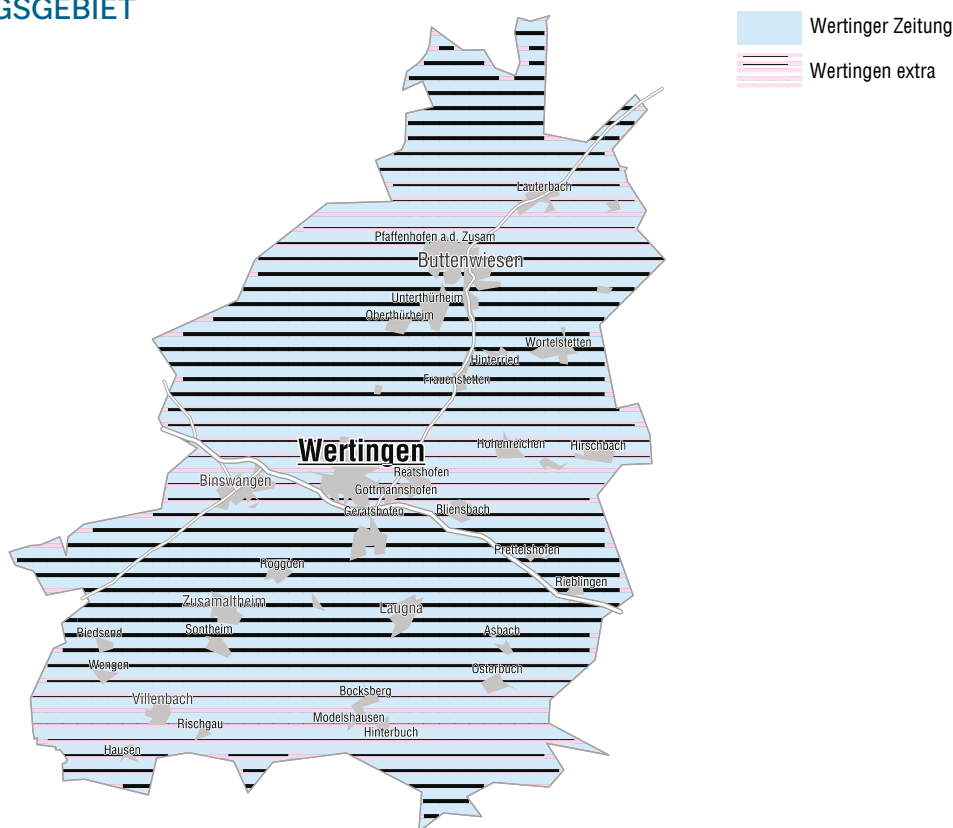 GSGEBIET
Wertinger Zeitung
Wertingen extra
Lauterbach
Pfaffenhofen a.d. Zusam
Buttenwiesen
Unterthürheim
Oberthürheim
Wortelstetten
Hinterried
Frauenstetten
Hohenreichen
Hirschbach
Wertingen
Reatshofen
Binswangen
Gottmannshofen
Geratshofen
Bliensbach
Prettelshofen
Roggden
Rieblingen
Zusamaltheim
Laugna
Riedsend
Sontheim
Asbach
Wengen
Osterbuch
Villenbach
Bocksberg
Rischgau
Modelshausen
Hinterbuch
Hausen